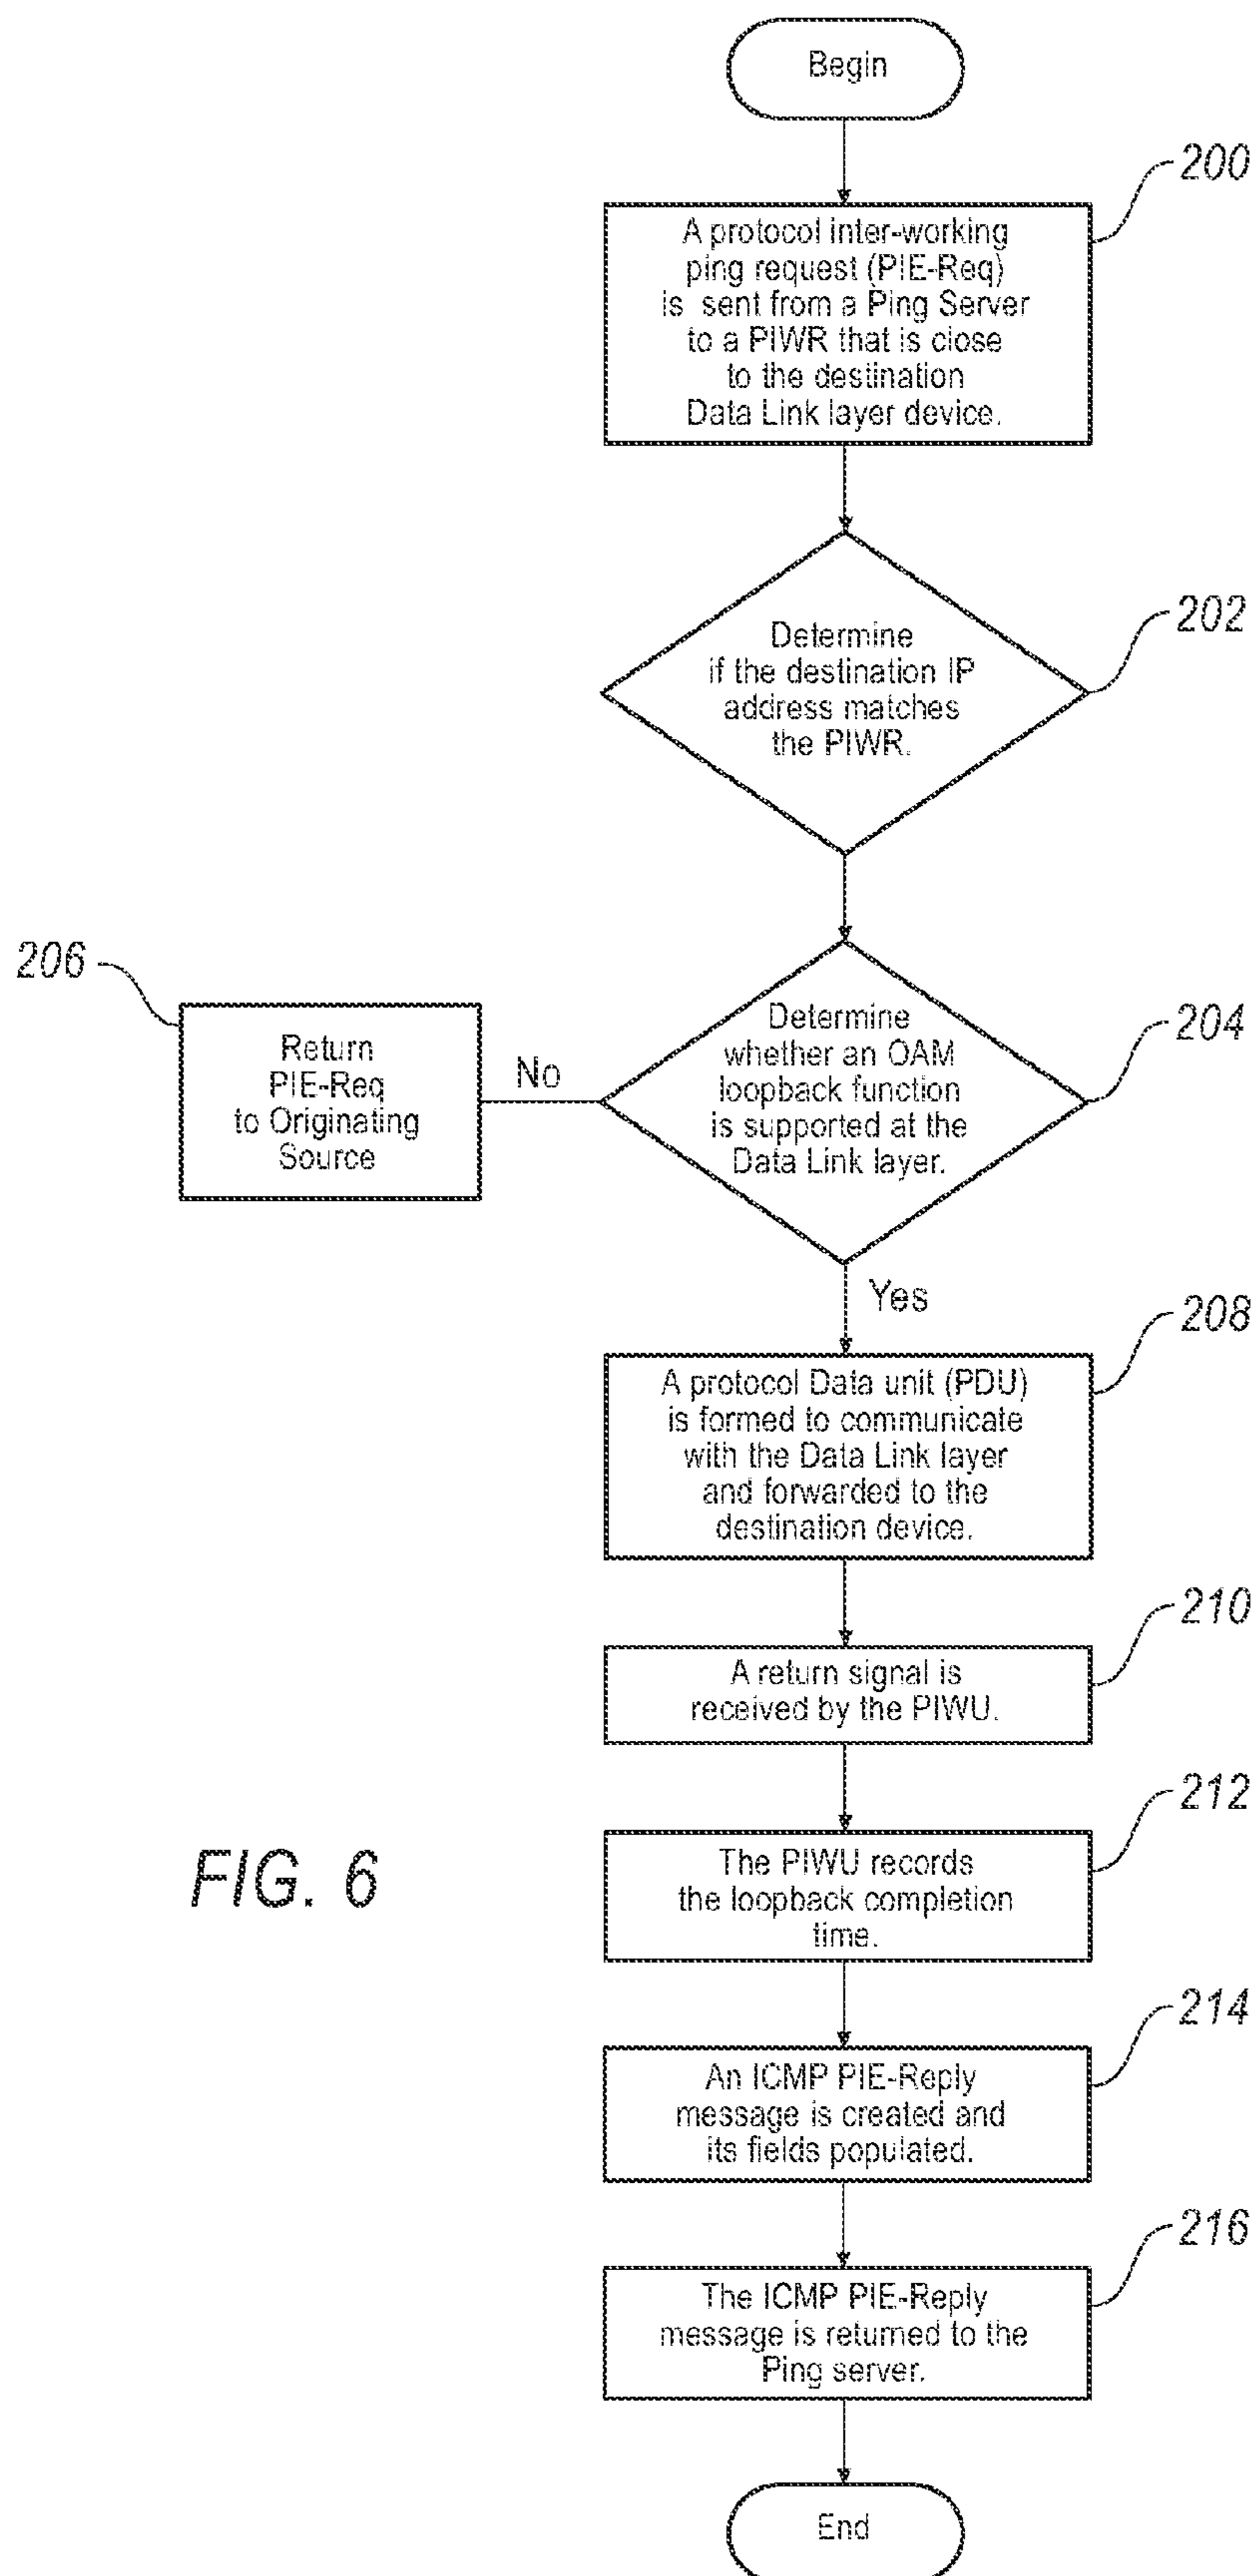 Begin
200
A protocol inter-working
ping request (PIE-Req)
is sent from a Ping Server
to a PIWR that is close
to the destination
Data Link layer device.
202
Determine
if the destination IP
address matches
the PIWR.
206
Return
PIE-Req
to Originating
Source
No
204
Determine
whether an OAM
loopback function
is supported at the
Data Link layer.
Yes
208
A protocol Data unit (PDU)
is formed to communicate
with the Data Link layer
and forwarded to the
destination device.
210
A return signal is
received by the PIWU.
212
The PIWU records
the loopback completion
time.
FIG. 6
214
An ICMP PIE-Reply
message is created and
its fields populated.
216
The ICMP PIE-Reply
message is returned to the
Ping server.
End